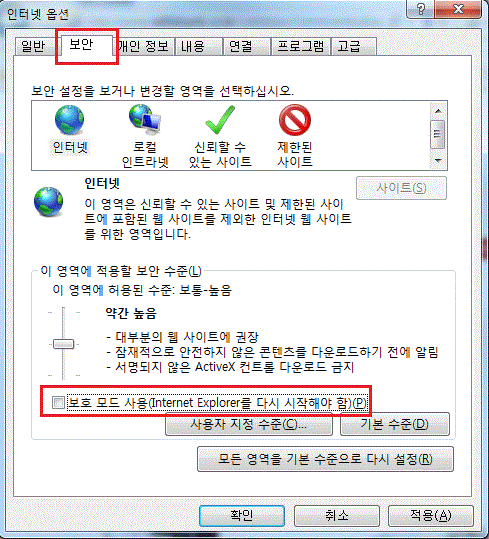 인터넷 옵션
일반 보안 개인 정보 내용 연결 프로그램 고급
보안 설정을 보거나 변경할 영역을 선택하십시오.
인터넷 로컬 인트라넷 신뢰할 수 있는 사이트 제한된 사이트
인터넷
사이트(S)
이 영역은 신뢰할 수 있는 사이트 및 제한된 사이
트에 포함된 웹 사이트를 제외한 인터넷 웹 사이트
를 위한 영역입니다.
이 영역에 적용할 보안 수준(L)
이 영역에 허용된 수준: 보통-높음
약간 높음
- 대부분의 웹 사이트에 권장
- 잠재적으로 안전하지 않은 콘텐츠를 다운로드하기 전에 알림
- 서명되지 않은 ActiveX 컨트롤 다운로드 금지
보호 모드 사용(Internet Explorer를 다시 시작해야 함)(P)
사용자 지정 수준(C)... 기본 수준(D)
모든 영역을 기본 수준으로 다시 설정(R)
확인 취소 적용(A)